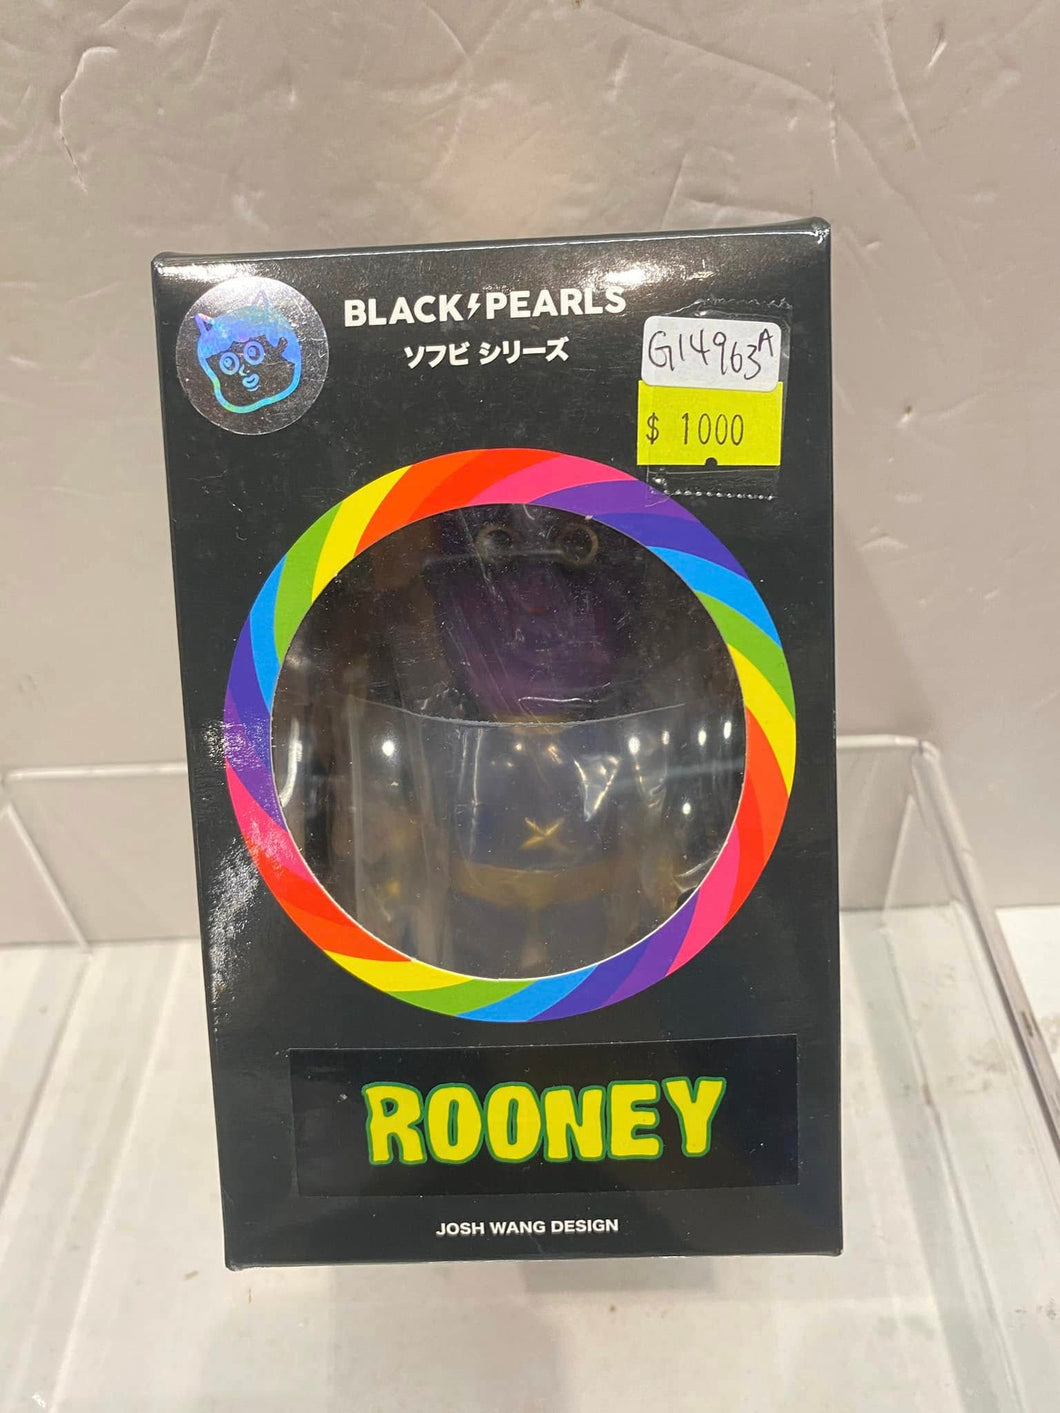 BLACK⚡PEARLS
ソフビ シリーズ
G14963A
$ 1000
ROONEY
JOSH WANG DESIGN